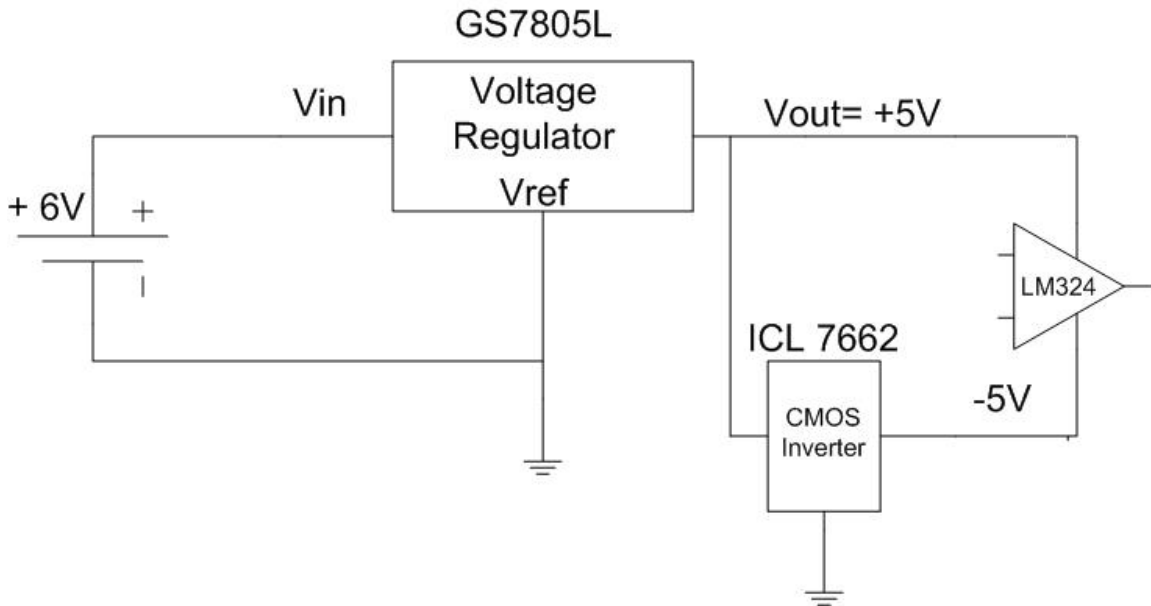 GS7805L
Vin
Voltage
Regulator
Vref
Vout= +5V
+ 6V
+
-
LM324
ICL 7662
CMOS
Inverter
-5V